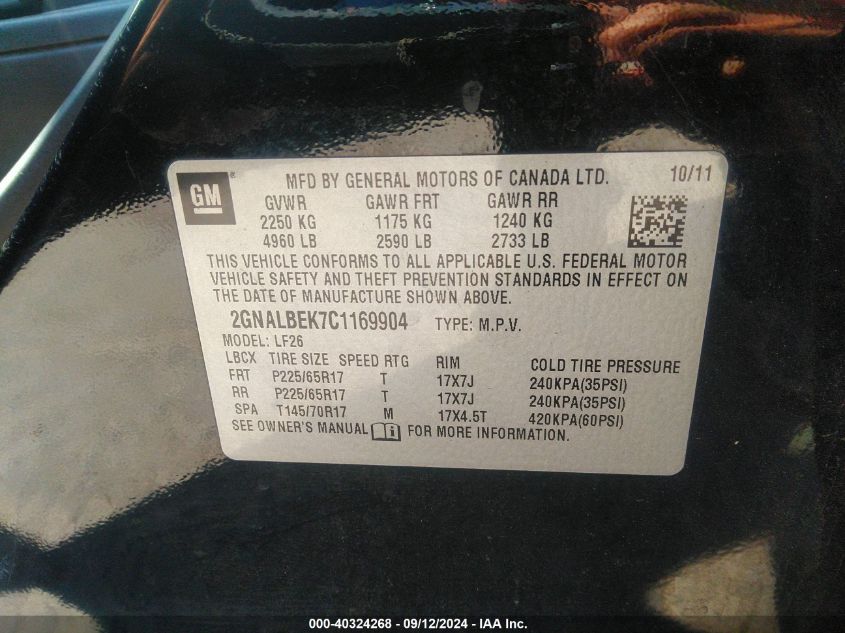 GM
MFD BY GENERAL MOTORS OF CANADA LTD. 10/11
GVWR GAWR FRT GAWR RR
2250 KG 1175 KG 1240 KG
4960 LB 2590 LB 2733 LB
THIS VEHICLE CONFORMS TO ALL APPLICABLE U.S. FEDERAL MOTOR
VEHICLE SAFETY AND THEFT PREVENTION STANDARDS IN EFFECT ON
THE DATE OF MANUFACTURE SHOWN ABOVE.
2GNALBEK7C1169904 TYPE: M.P.V.
MODEL: LF26
LBCX TIRE SIZE SPEED RTG RIM COLD TIRE PRESSURE
FRT P225/65R17 T 17X7J 240KPA(35PSI)
RR P225/65R17 T 17X7J 240KPA(35PSI)
SPA T145/70R17 M 17X4.5T 420KPA(60PSI)
SEE OWNER'S MANUAL FOR MORE INFORMATION.
000-40324268 - 09/12/2024 - IAA Inc.